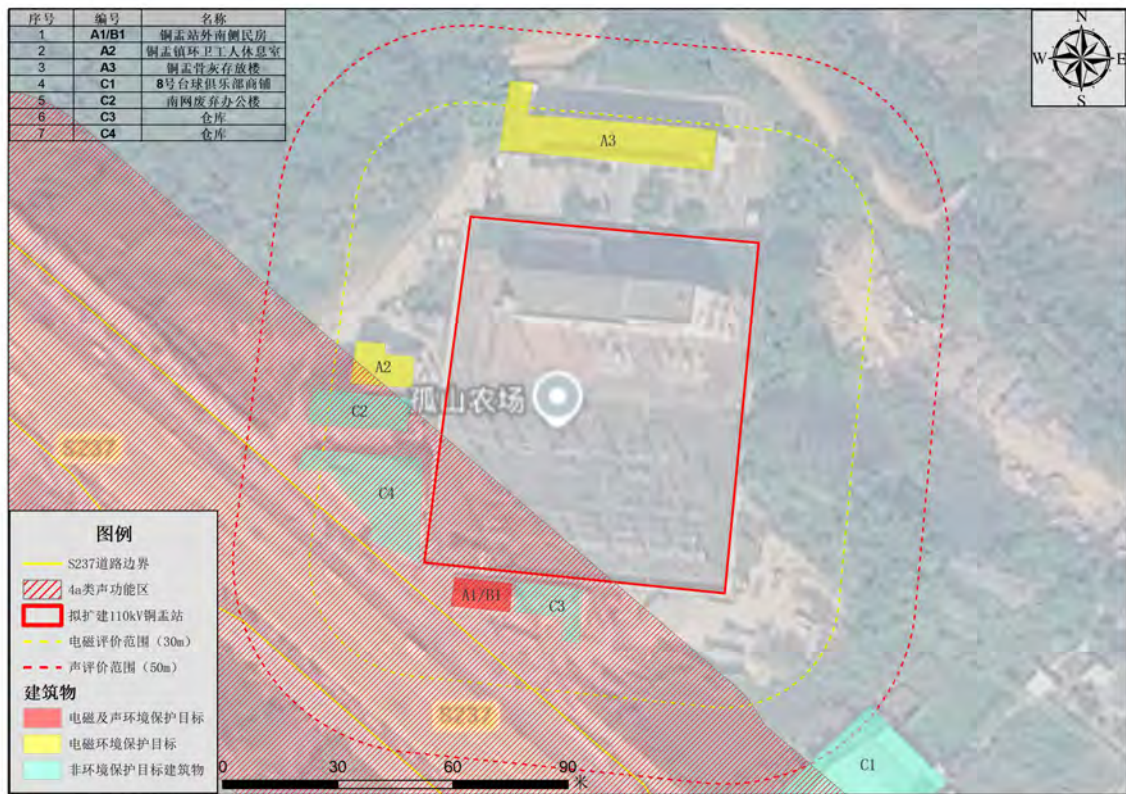 序号 编号 名称
1 A1/B1 铜盂站外南侧民房
2 A2 铜盂镇环卫工人休息室
3 A3 铜盂骨灰存放楼
4 C1 8号台球俱乐部商铺
5 C2 南网废弃办公楼
6 C3 仓库
7 C4 仓库
N
W E
S
A3
A2
C2
孤山农场
S237
C4
A1/B1
C3
S237
C1
图例
S237道路边界
4a类声功能区
拟扩建110kV铜盂站
电磁评价范围（30m）
声评价范围（50m）
建筑物
电磁及声环境保护目标
电磁环境保护目标
非环境保护目标建筑物
0 30 60 90
米